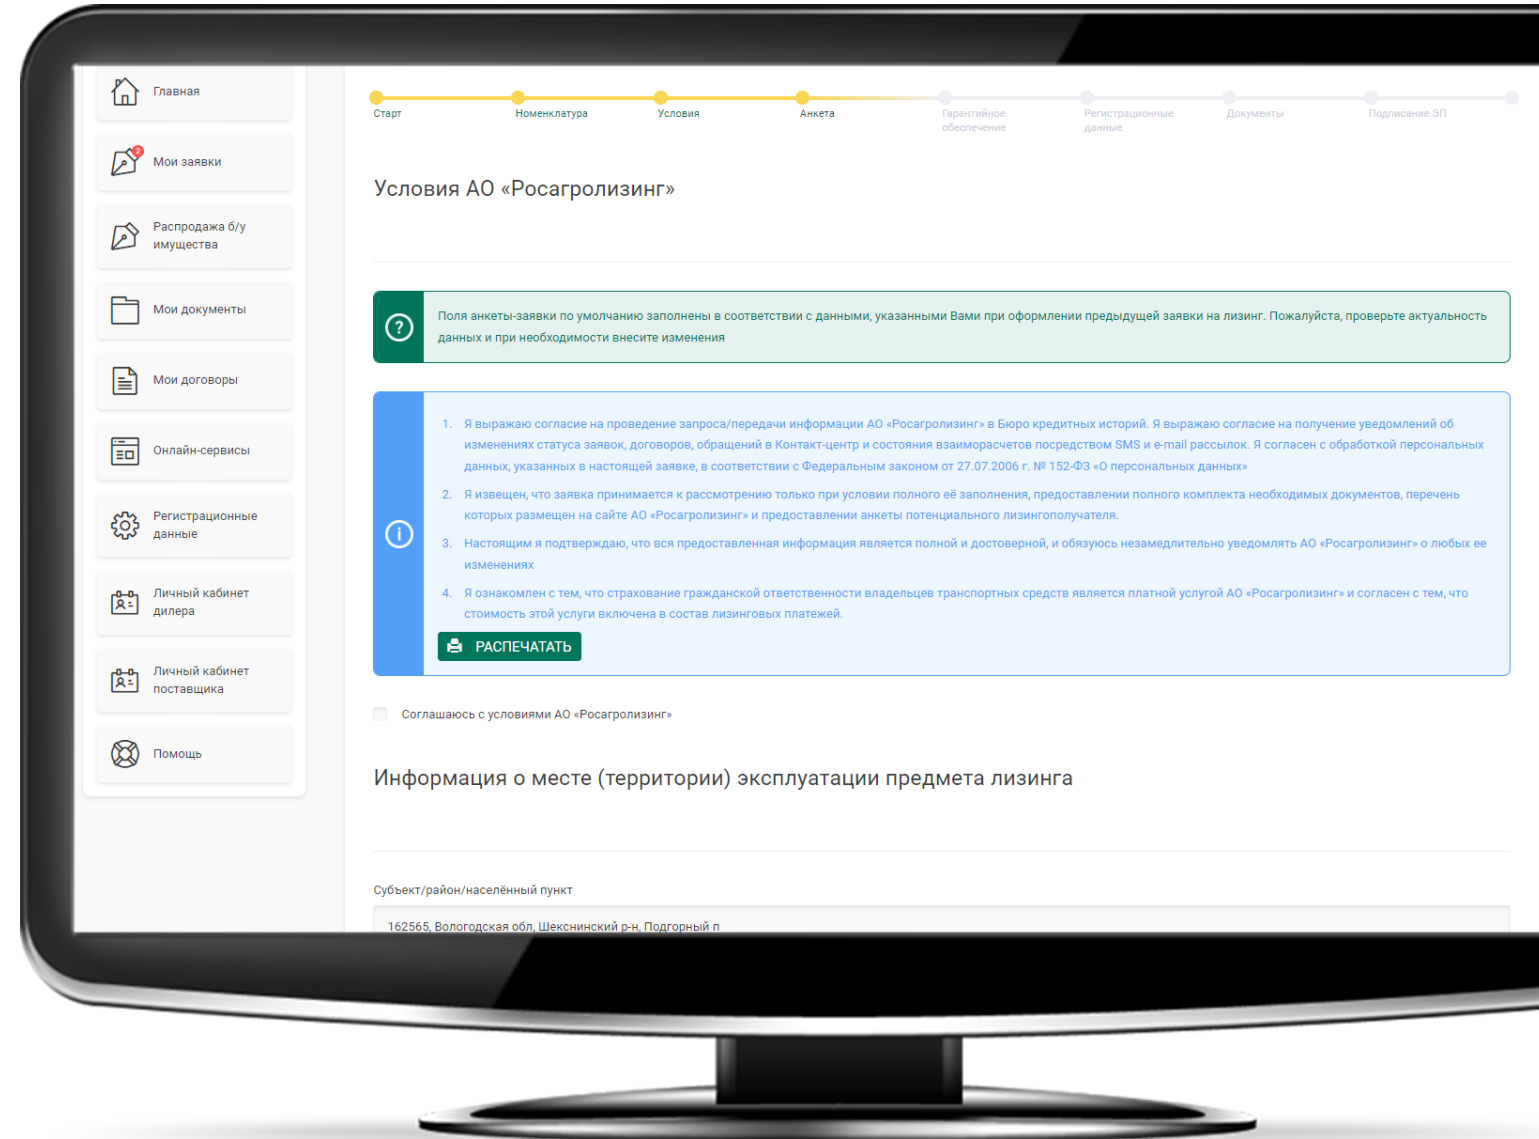 Главная
Мои заявки
2
Распродажа б/у
имущества
Мои документы
Мои договоры
Онлайн-сервисы
Регистрационные
данные
Личный кабинет
дилера
Личный кабинет
поставщика
Помощь
Старт
Номенклатура
Условия
Анкета
Гарантийное
обеспечение
Регистрационные
данные
Документы
Подписание ЭП
Условия АО «Росагролизинг»
Поля анкеты-заявки по умолчанию заполнены в соответствии с данными, указанными Вами при оформлении предыдущей заявки на лизинг. Пожалуйста, проверьте актуальность
данных и при необходимости внесите изменения
1. Я выражаю согласие на проведение запроса/передачи информации АО «Росагролизинг» в Бюро кредитных историй. Я выражаю согласие на получение уведомлений об
изменениях статуса заявок, договоров, обращений в Контакт-центр и состояния взаиморасчетов посредством SMS и e-mail рассылок. Я согласен с обработкой персональных
данных, указанных в настоящей заявке, в соответствии с Федеральным законом от 27.07.2006 г. № 152-ФЗ «О персональных данных»
2. Я извещен, что заявка принимается к рассмотрению только при условии полного её заполнения, предоставлении полного комплекта необходимых документов, перечень
которых размещен на сайте АО «Росагролизинг» и предоставлении анкеты потенциального лизингополучателя.
3. Настоящим я подтверждаю, что вся предоставленная информация является полной и достоверной, и обязуюсь незамедлительно уведомлять АО «Росагролизинг» о любых ее
изменениях
4. Я ознакомлен с тем, что страхование гражданской ответственности владельцев транспортных средств является платной услугой АО «Росагролизинг» и согласен с тем, что
стоимость этой услуги включена в состав лизинговых платежей.
РАСПЕЧАТАТЬ
Соглашаюсь с условиями АО «Росагролизинг»
Информация о месте (территории) эксплуатации предмета лизинга
Субъект/район/населённый пункт
162565, Вологодская обл, Шекснинский р-н, Подгорный п